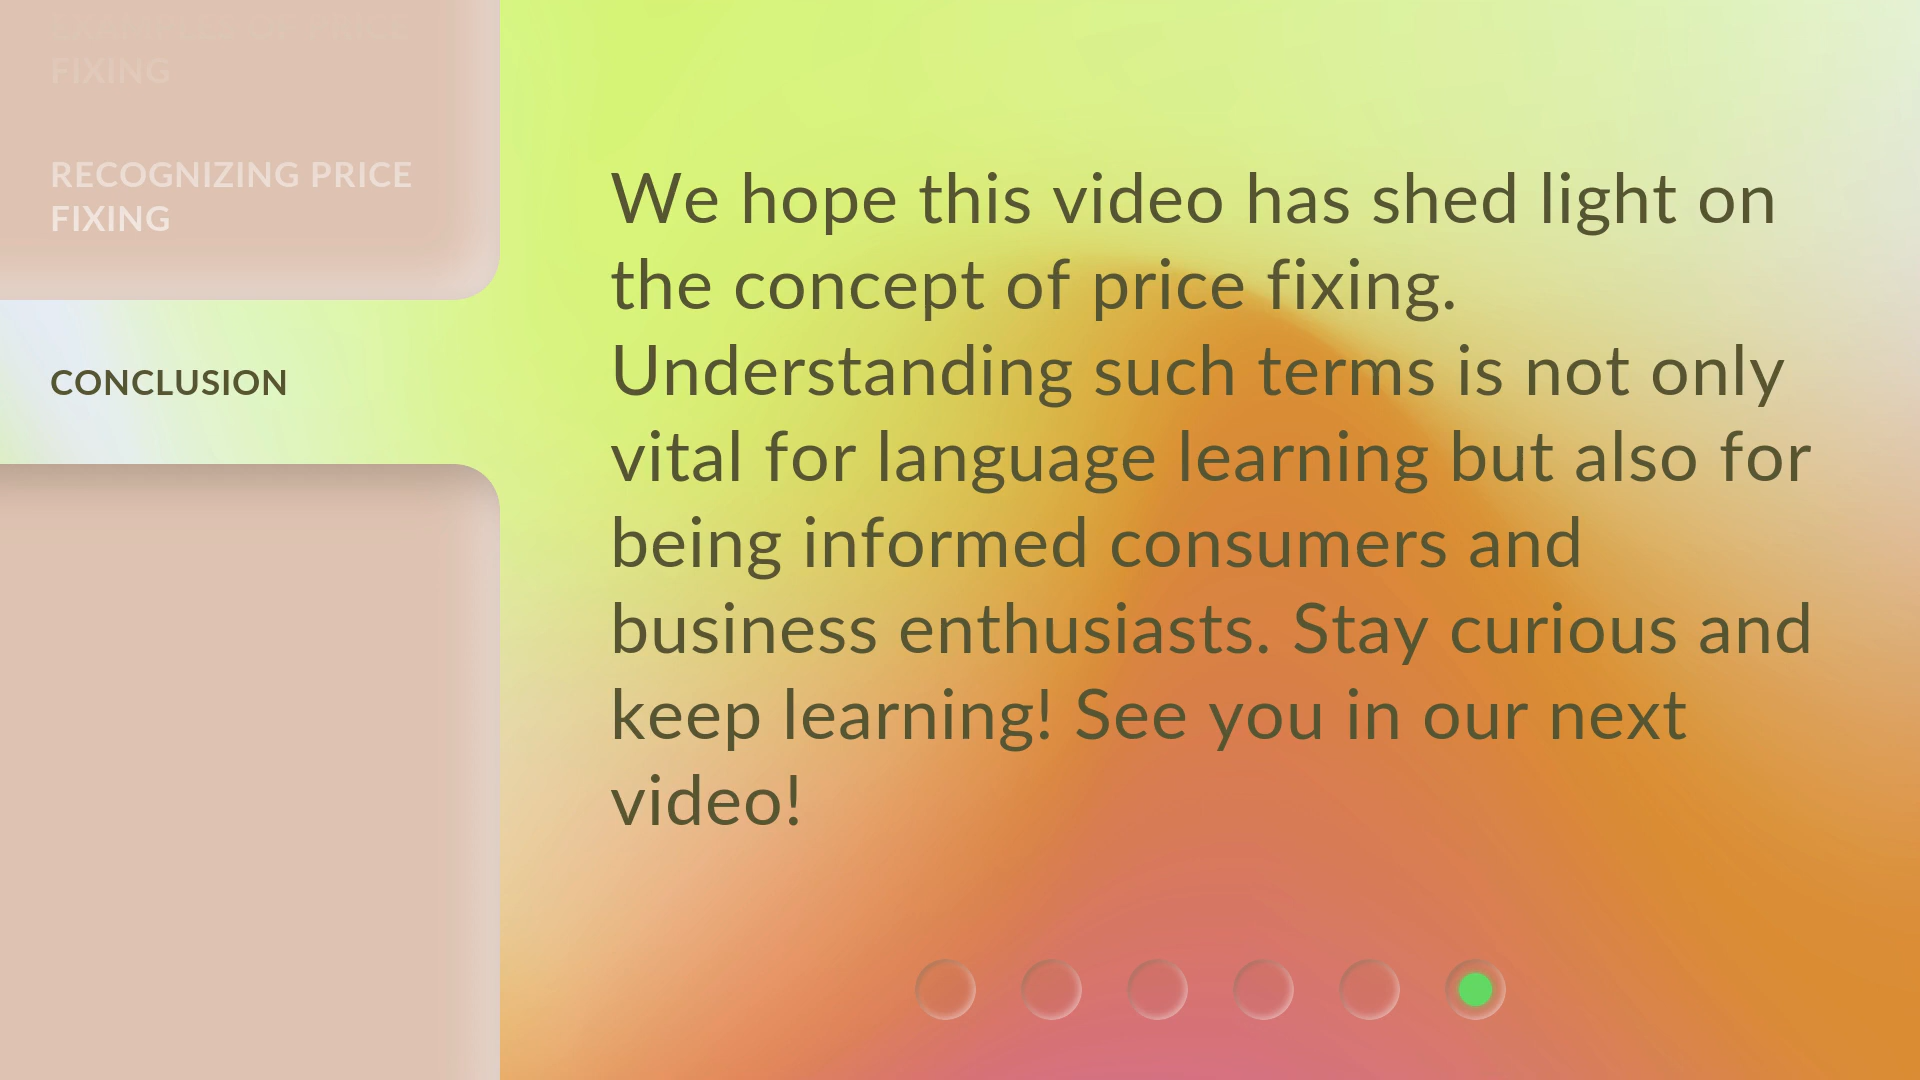 FIXING
RECOGNIZING PRICE
FIXING
CONCLUSION
We hope this video has shed light on
the concept of price fixing.
Understanding such terms is not only
vital for language learning but also for
being informed consumers and
business enthusiasts. Stay curious and
keep learning! See you in our next
video!